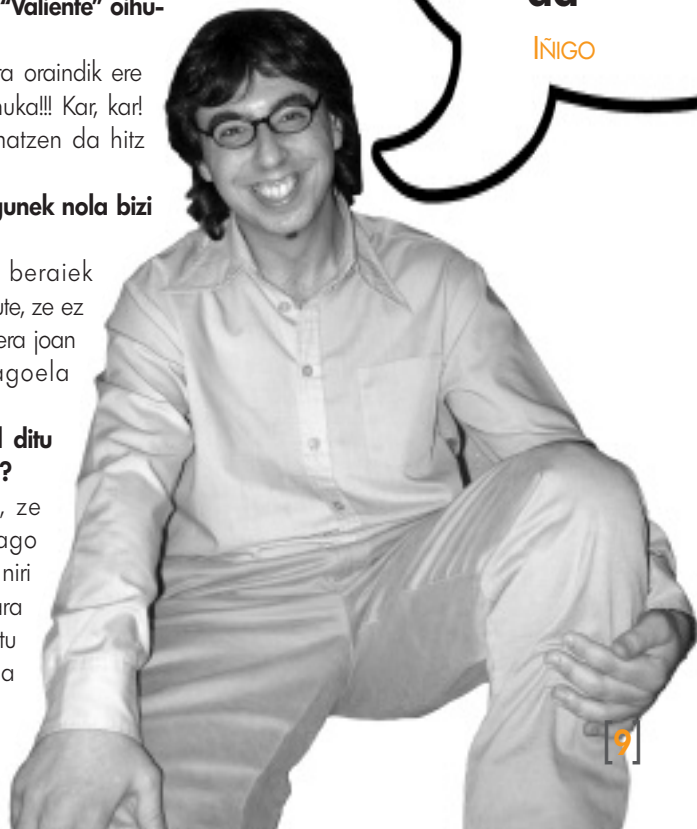 “Valiente” oihu-
ra oraindik ere
uka!!! Kar, kar!
natzen da hitz
gunek nola bizi
beraiek
ute, ze ez
era joan
agoela
ditu
?
, ze
ago
niri
ara
tu
a
da
IÑIGO
[9]